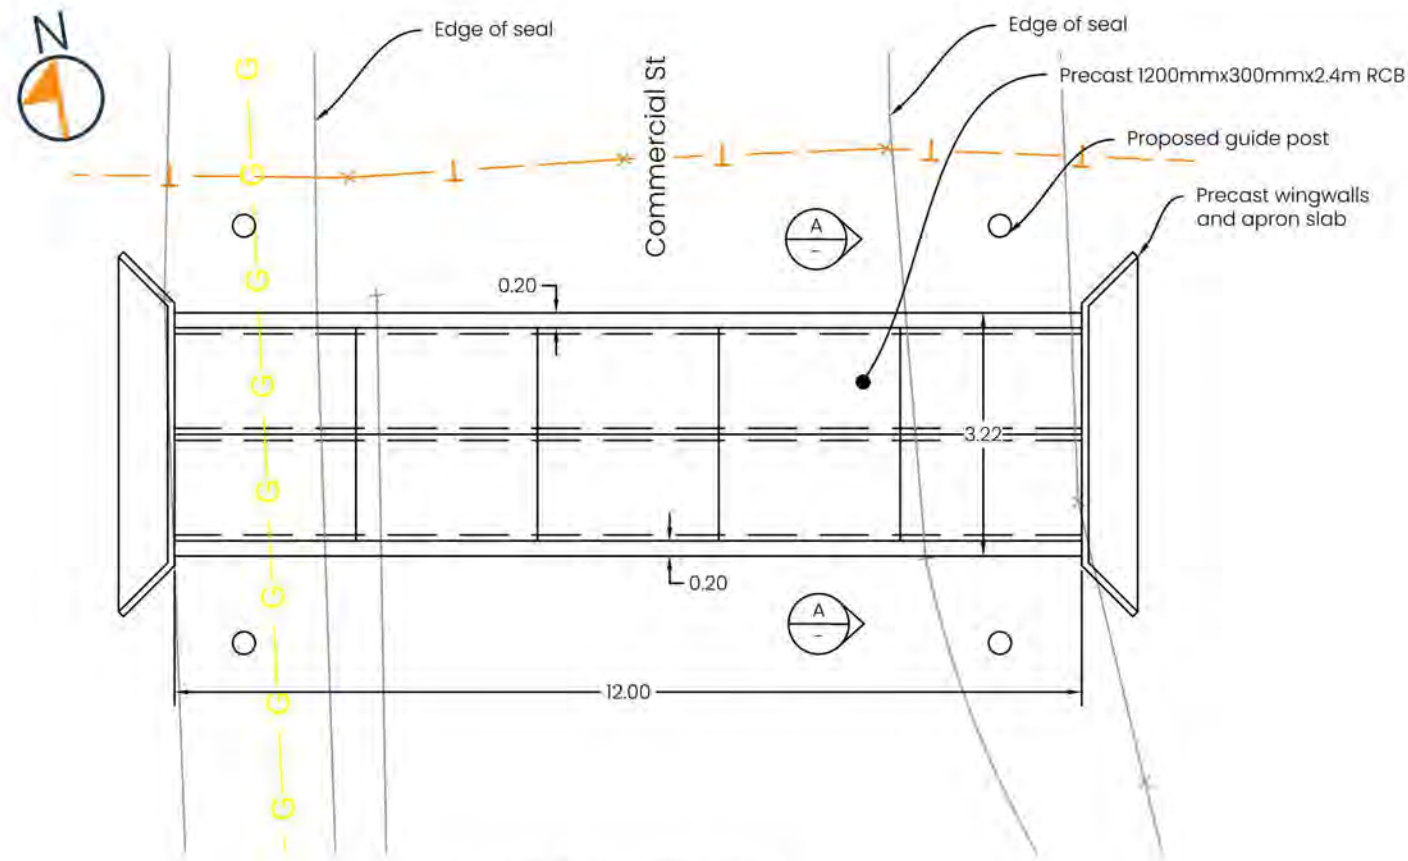 N
Edge of seal
Edge of seal
Commercial St
Precast 1200mmx300mmx2.4m RCB
Proposed guide post
Precast wingwalls
and apron slab
G
G
G
G
G
G
G
G
G
A
-
0.20
3.22
0.20
A
-
12.00